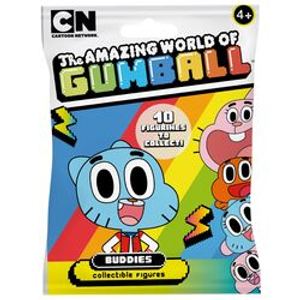 CN
CARTOON NETWORK
4+
The AMAZING WORLD OF
GUMBALL
10
FIGURINES
TO
COLLECT!
BUDDIES
collectible figures